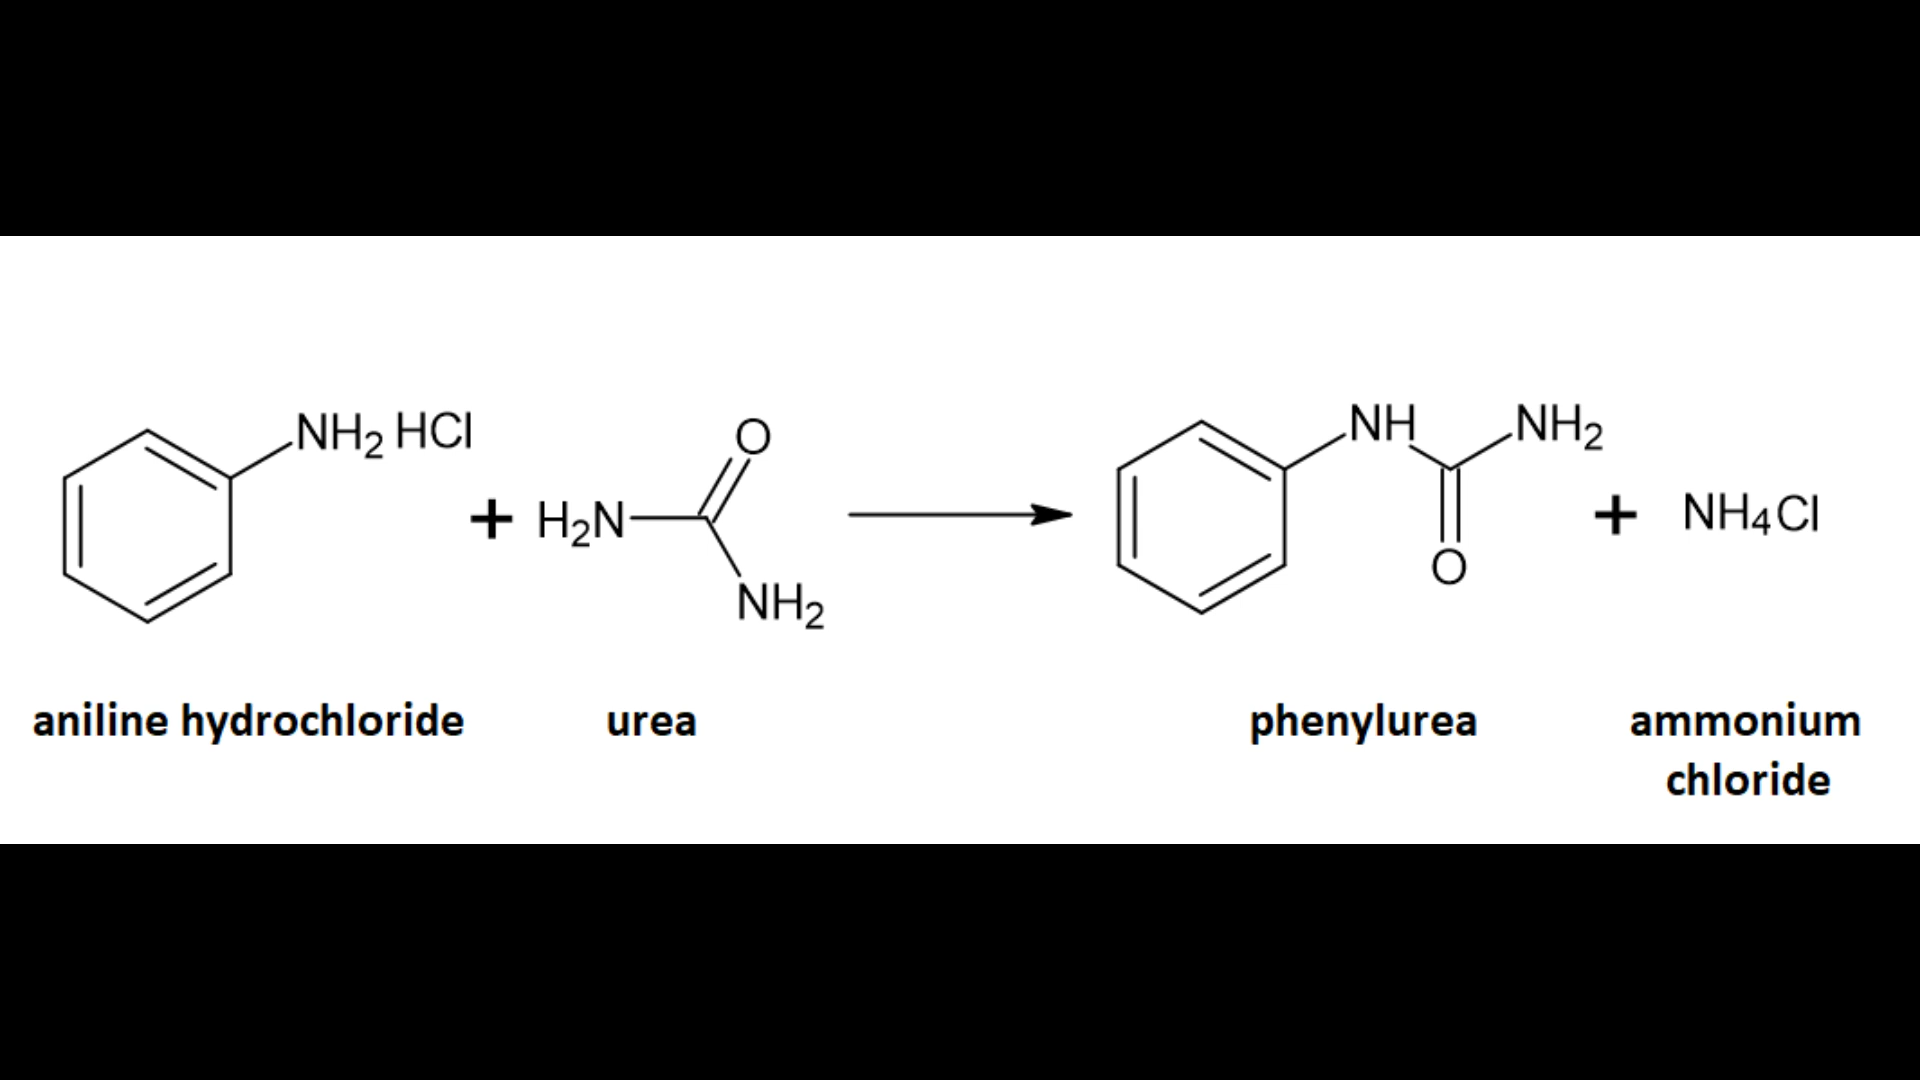 NH₂ HCl
+
H₂N
O
NH₂
NH
NH₂
O
+
NH₄Cl
aniline hydrochloride
urea
phenylurea
ammonium
chloride